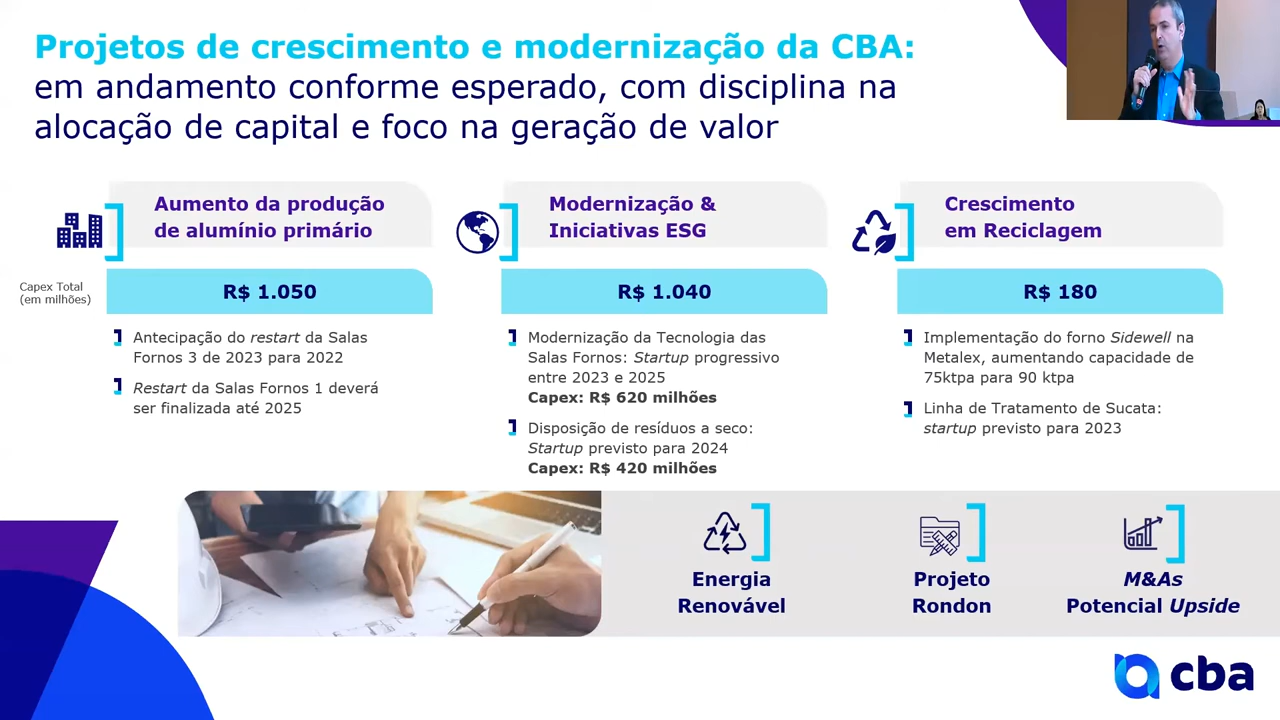 Projetos de crescimento e modernização da CBA:
em andamento conforme esperado, com disciplina na
alocação de capital e foco na geração de valor
Aumento da produção
de alumínio primário
Modernização &
Iniciativas ESG
Crescimento
em Reciclagem
Capex Total
(em milhões)
R$ 1.050
R$ 1.040
R$ 180
Antecipação do restart da Salas
Fornos 3 de 2023 para 2022
Restart da Salas Fornos 1 deverá
ser finalizada até 2025
Modernização da Tecnologia das
Salas Fornos: Startup progressivo
entre 2023 e 2025
Capex: R$ 620 milhões
Disposição de resíduos a seco:
Startup previsto para 2024
Capex: R$ 420 milhões
Implementação do forno Sidewell na
Metalex, aumentando capacidade de
75ktpa para 90 ktpa
Linha de Tratamento de Sucata:
startup previsto para 2023
Energia
Renovável
Projeto
Rondon
M&As
Potencial Upside
cba